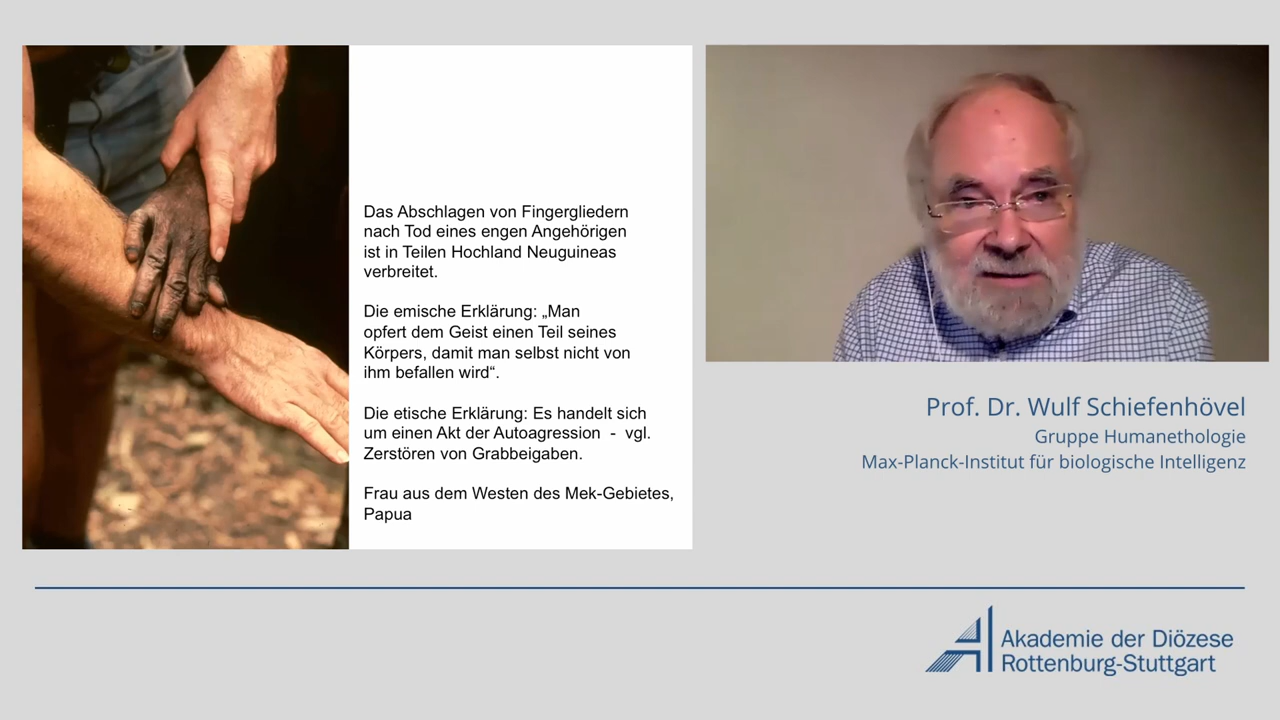 Das Abschlagen von Fingergliedern
nach Tod eines engen Angehörigen
ist in Teilen Hochland Neuguineas
verbreitet.
Die emische Erklärung: „Man
opfert dem Geist einen Teil seines
Körpers, damit man selbst nicht von
ihm befallen wird“.
Die etische Erklärung: Es handelt sich
um einen Akt der Autoagression - vgl.
Zerstören von Grabbeigaben.
Frau aus dem Westen des Mek-Gebietes,
Papua
Prof. Dr. Wulf Schiefenhövel
Gruppe Humanethologie
Max-Planck-Institut für biologische Intelligenz
Akademie der Diözese
Rottenburg-Stuttgart